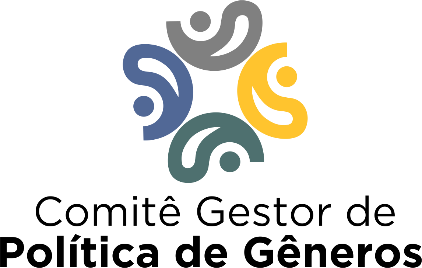 Comitê Gestor de
Política de Gêneros